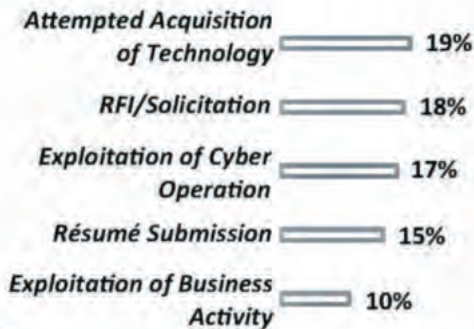 Attempted Acquisition
of Technology 19%
RFI/Solicitation 18%
Exploitation of Cyber
Operation 17%
Résumé Submission 15%
Exploitation of Business
Activity 10%